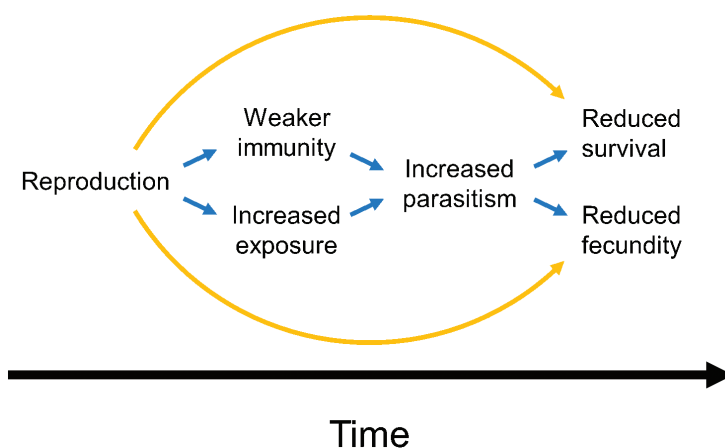 Reproduction
Weaker
immunity
Increased
exposure
Increased
parasitism
Reduced
survival
Reduced
fecundity
Time